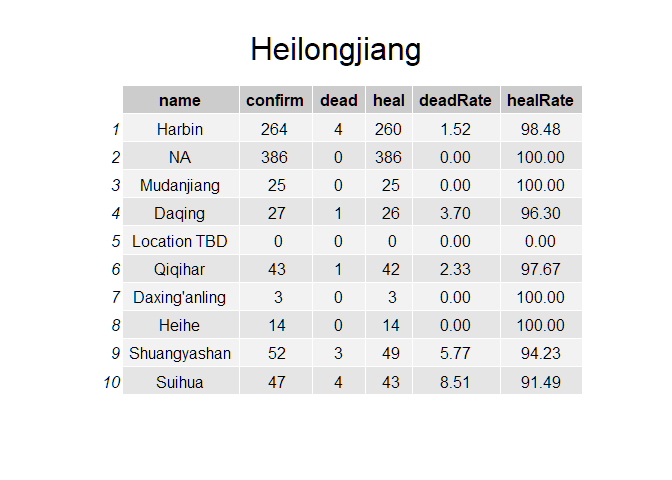 Heilongjiang
name confirm dead heal deadRate healRate
1 Harbin 264 4 260 1.52 98.48
2 NA 386 0 386 0.00 100.00
3 Mudanjiang 25 0 25 0.00 100.00
4 Daqing 27 1 26 3.70 96.30
5 Location TBD 0 0 0 0.00 0.00
6 Qiqihar 43 1 42 2.33 97.67
7 Daxing'anling 3 0 3 0.00 100.00
8 Heihe 14 0 14 0.00 100.00
9 Shuangyashan 52 3 49 5.77 94.23
10 Suihua 47 4 43 8.51 91.49